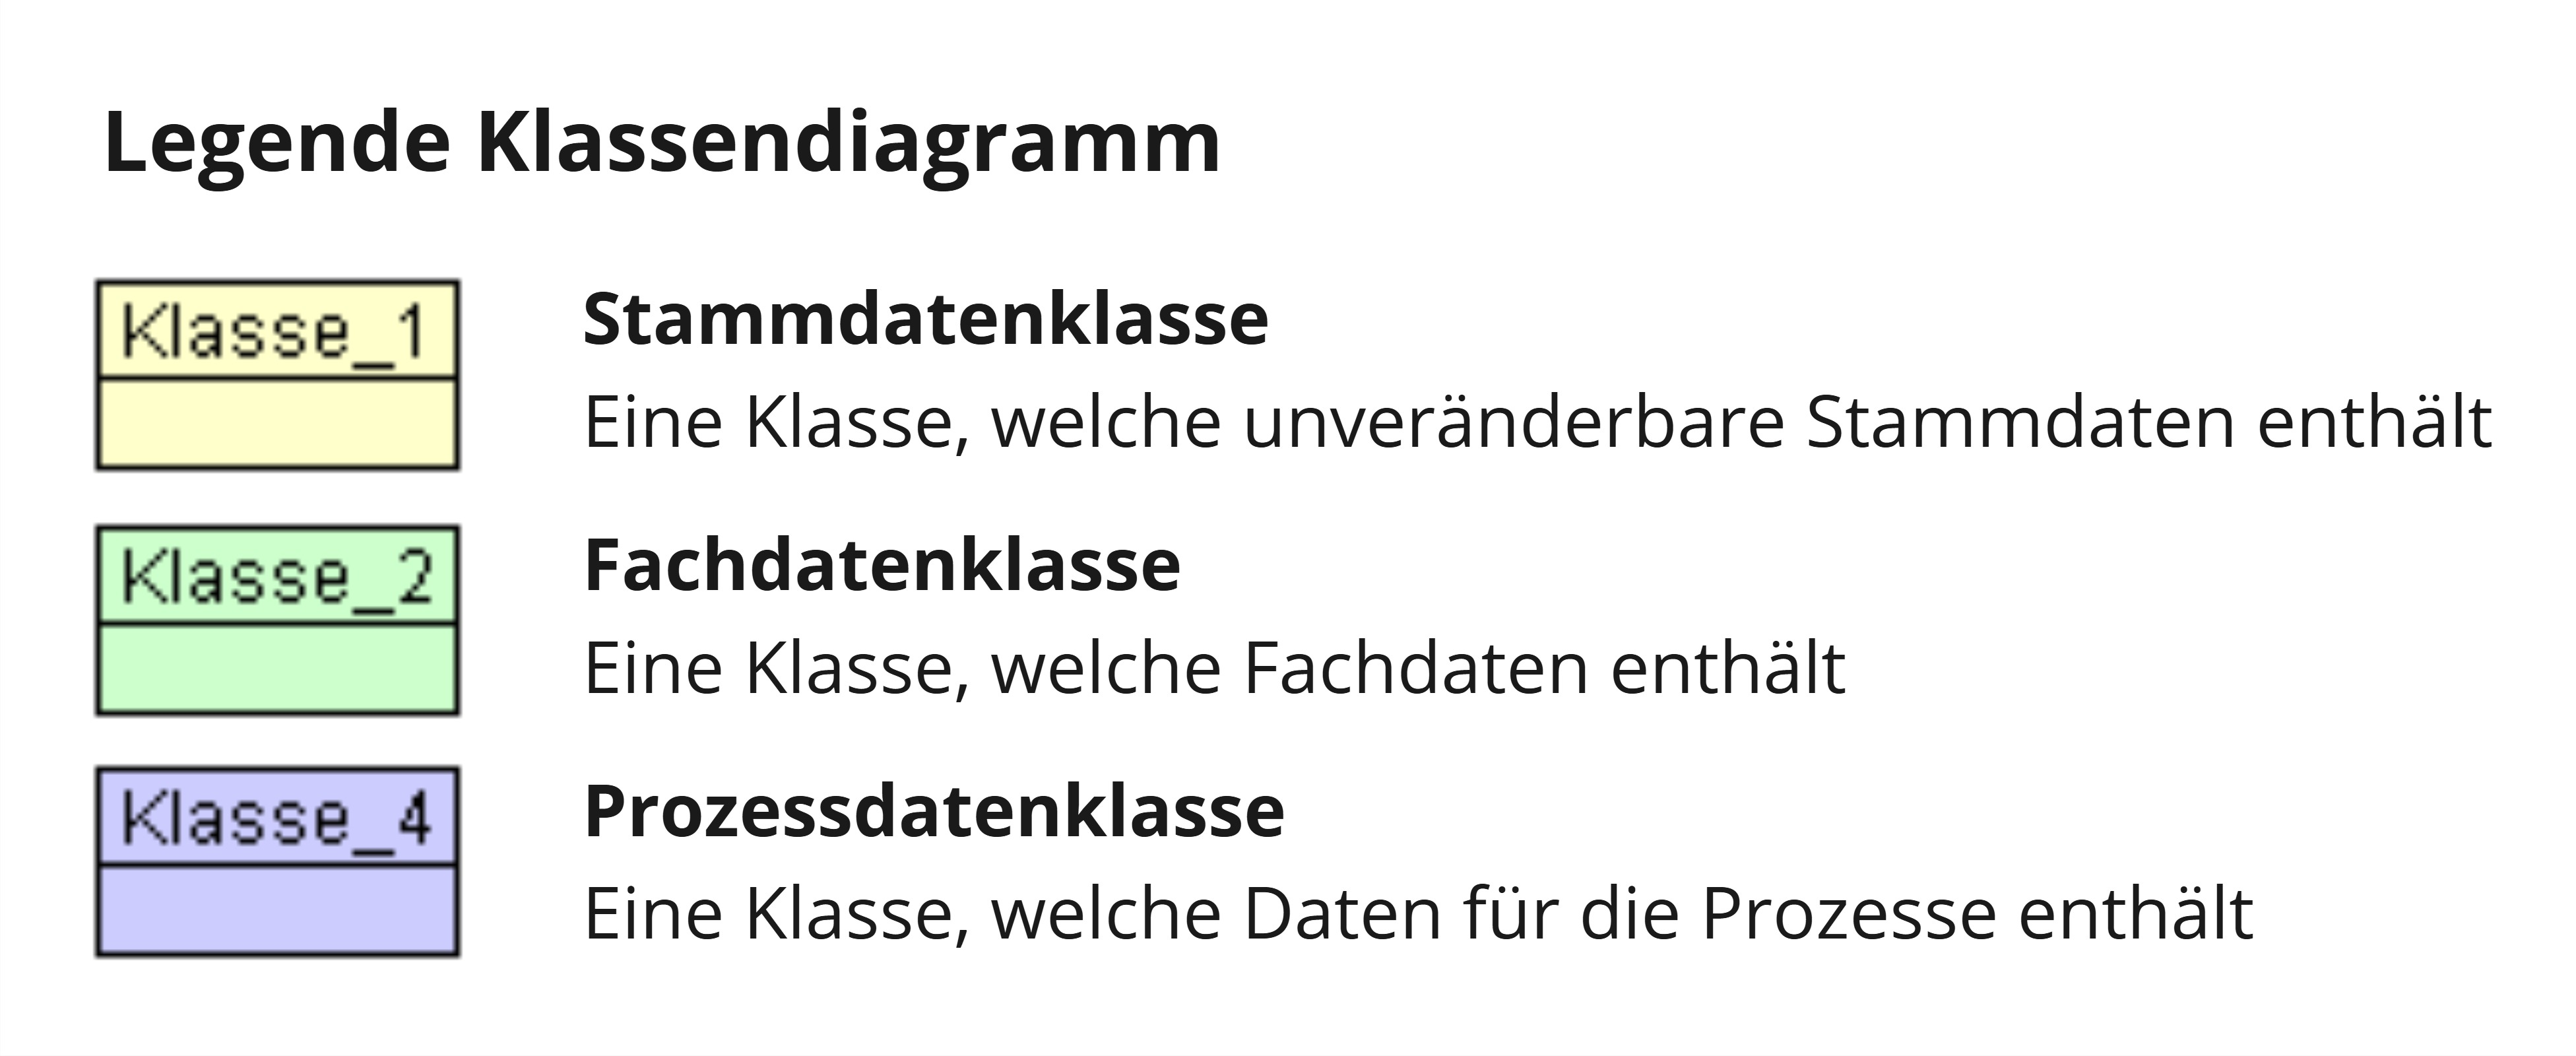 Legende Klassendiagramm
Klasse_1
Stammdatenklasse
Eine Klasse, welche unveränderbare Stammdaten enthält
Klasse_2
Fachdatenklasse
Eine Klasse, welche Fachdaten enthält
Klasse_4
Prozessdatenklasse
Eine Klasse, welche Daten für die Prozesse enthält